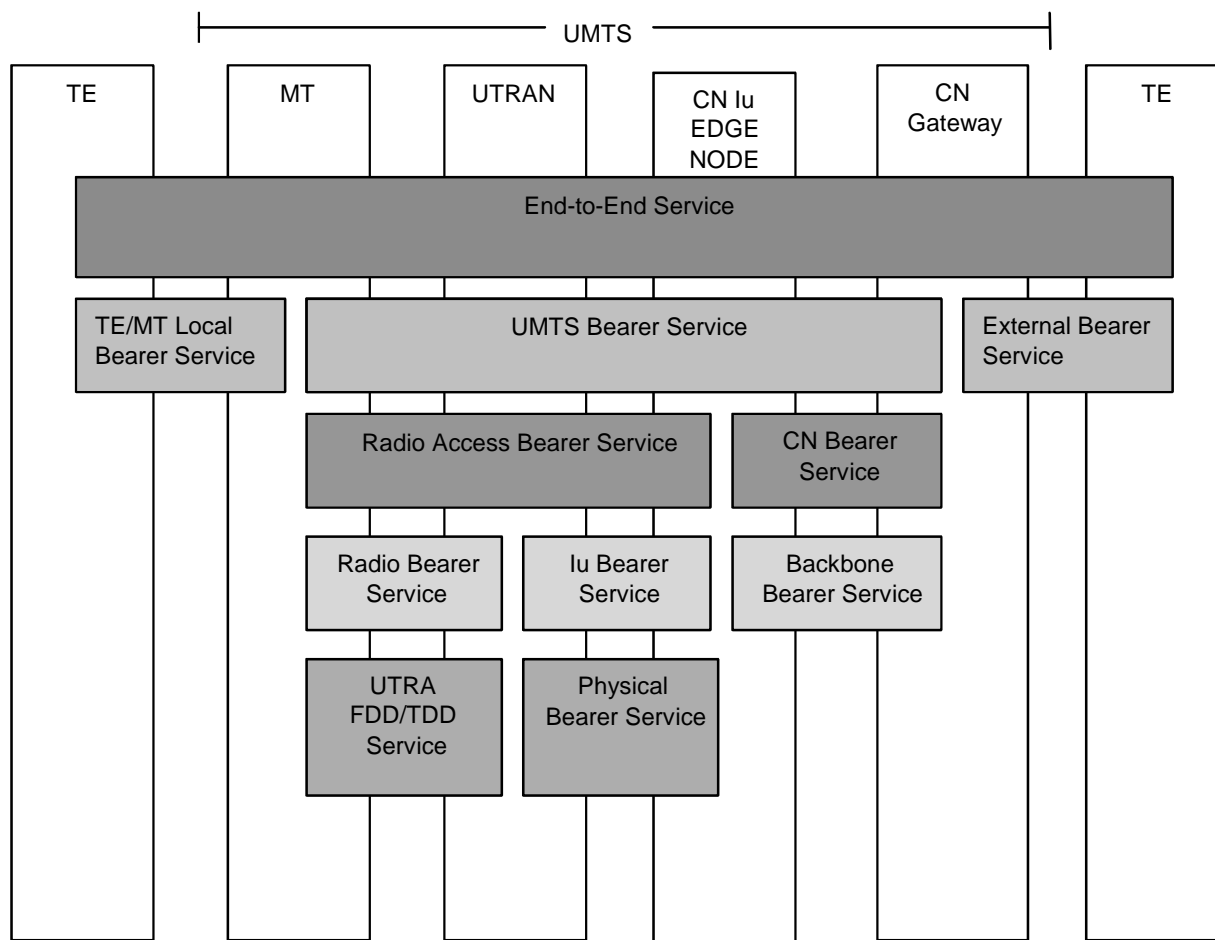 UMTS
TE
MT
UTRAN
CN Iu
EDGE
NODE
CN
Gateway
TE
End-to-End Service
TE/MT Local
Bearer Service
UMTS Bearer Service
External Bearer
Service
Radio Access Bearer Service
CN Bearer
Service
Radio Bearer
Service
Iu Bearer
Service
Backbone
Bearer Service
UTRA
FDD/TDD
Service
Physical
Bearer Service